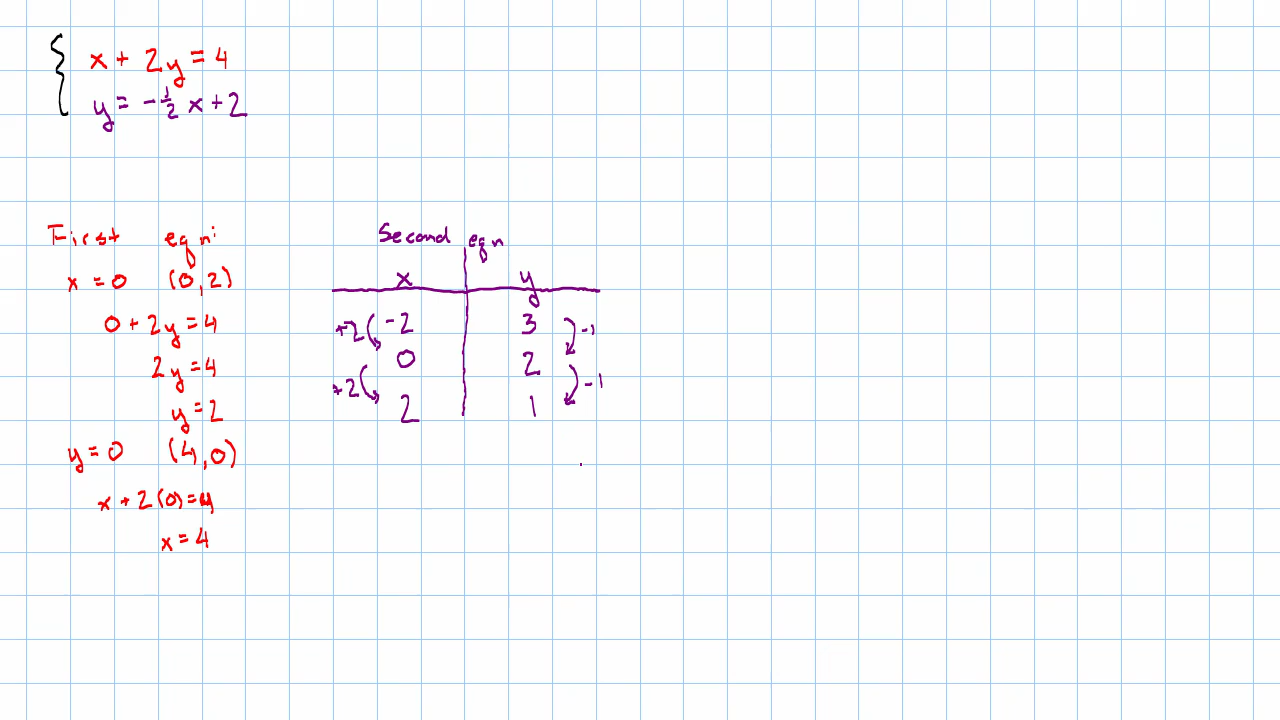 x + 2y = 4
y = -1/2 x + 2
First eqn:
x = 0 (0,2)
0 + 2y = 4
2y = 4
y = 2
y = 0 (4,0)
x + 2(0) = 4
x = 4
Second eqn
x y
+2 -2 3 -1
0 2
+2 2 1 -1